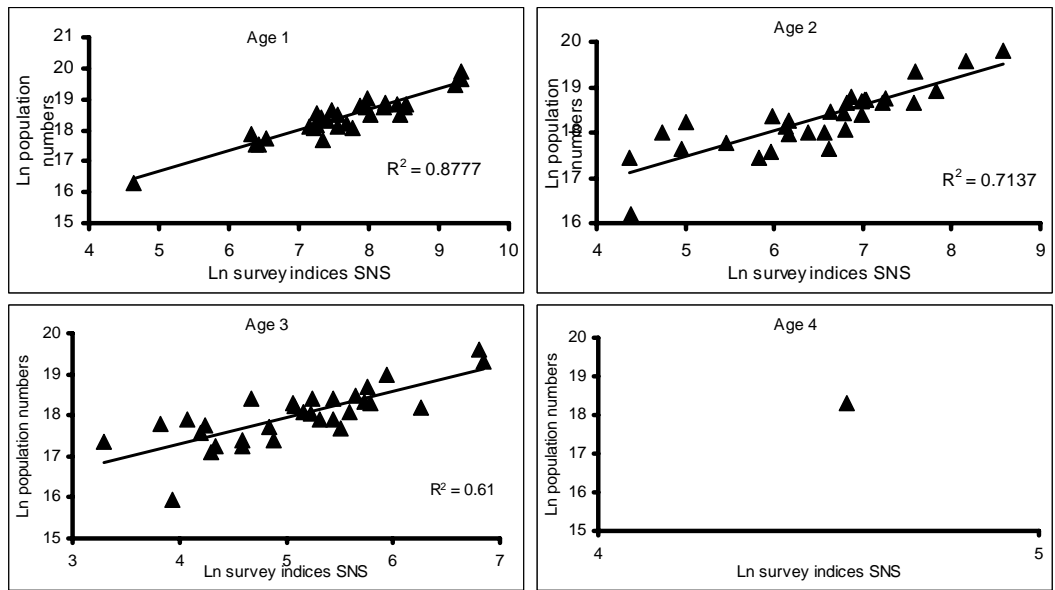 Age 1
Ln population
numbers
21
20
19
18
17
16
15
4 5 6 7 8 9 10
R² = 0.8777
Ln survey indices SNS
Age 2
Ln population
numbers
20
19
18
17
16
4 5 6 7 8 9
R² = 0.7137
Ln survey indices SNS
Age 3
Ln population numbers
20
19
18
17
16
15
3 4 5 6 7
R² = 0.61
Ln survey indices SNS
Age 4
Ln population numbers
20
19
18
17
16
15
4 5
Ln survey indices SNS